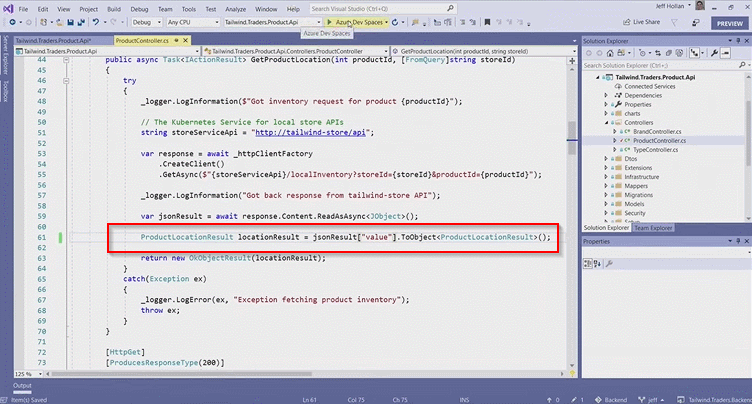 File Edit View Project Build Debug Team Tools Test Analyze Window Help
Search Visual Studio (Ctrl+Q)
Jeff Hollan
Debug Any CPU Tailwind.Traders.Product.Api Azure Dev Spaces Live Share PREVIEW
Azure Dev Spaces
Server Explorer
Toolbox
Tailwind.Traders.Product.Api* ProductController.cs
Tailwind.Traders.Product.Api Tailwind.Traders.Product.Api.Controllers.ProductController GetProductLocation(int productId, string storeId)
44 public async Task<IActionResult> GetProductLocation(int productId, [FromQuery]string storeId)
45 {
46 try
47 {
48 _logger.LogInformation($"Got inventory request for product {productId}");
49
50 // The Kubernetes Service for local store APIs
51 string storeServiceApi = "http://tailwind-store/api";
52
53 var response = await _httpClientFactory
54 .CreateClient()
55 .GetAsync($"{storeServiceApi}/localInventory?storeId={storeId}&productId={productId}");
56
57 _logger.LogInformation("Got back response from tailwind-store API");
58
59 var jsonResult = await response.Content.ReadAsAsync<JObject>();
60
61 ProductLocationResult locationResult = jsonResult["value"].ToObject<ProductLocationResult>();
62
63 return new OkObjectResult(locationResult);
64 }
65 catch(Exception ex)
66 {
67 _logger.LogError(ex, "Exception fetching product inventory");
68 throw ex;
69 }
70 }
71
72 [HttpGet]
73 [ProducesResponseType(200)]
125 %
Solution Explorer
Search Solution Explorer (Ctrl+;)
Tailwind.Traders.Product.Api
Connected Services
Dependencies
Properties
charts
Controllers
BrandController.cs
ProductController.cs
TypeController.cs
Dtos
Extensions
Infrastructure
Mappers
Migrations
Models
Security
Solution Explorer Team Explorer
Properties
Output
Item(s) Saved Ln 61 Col 75 Ch 75 INS 0 1 Backend jeff Tailwind.Traders.Backend